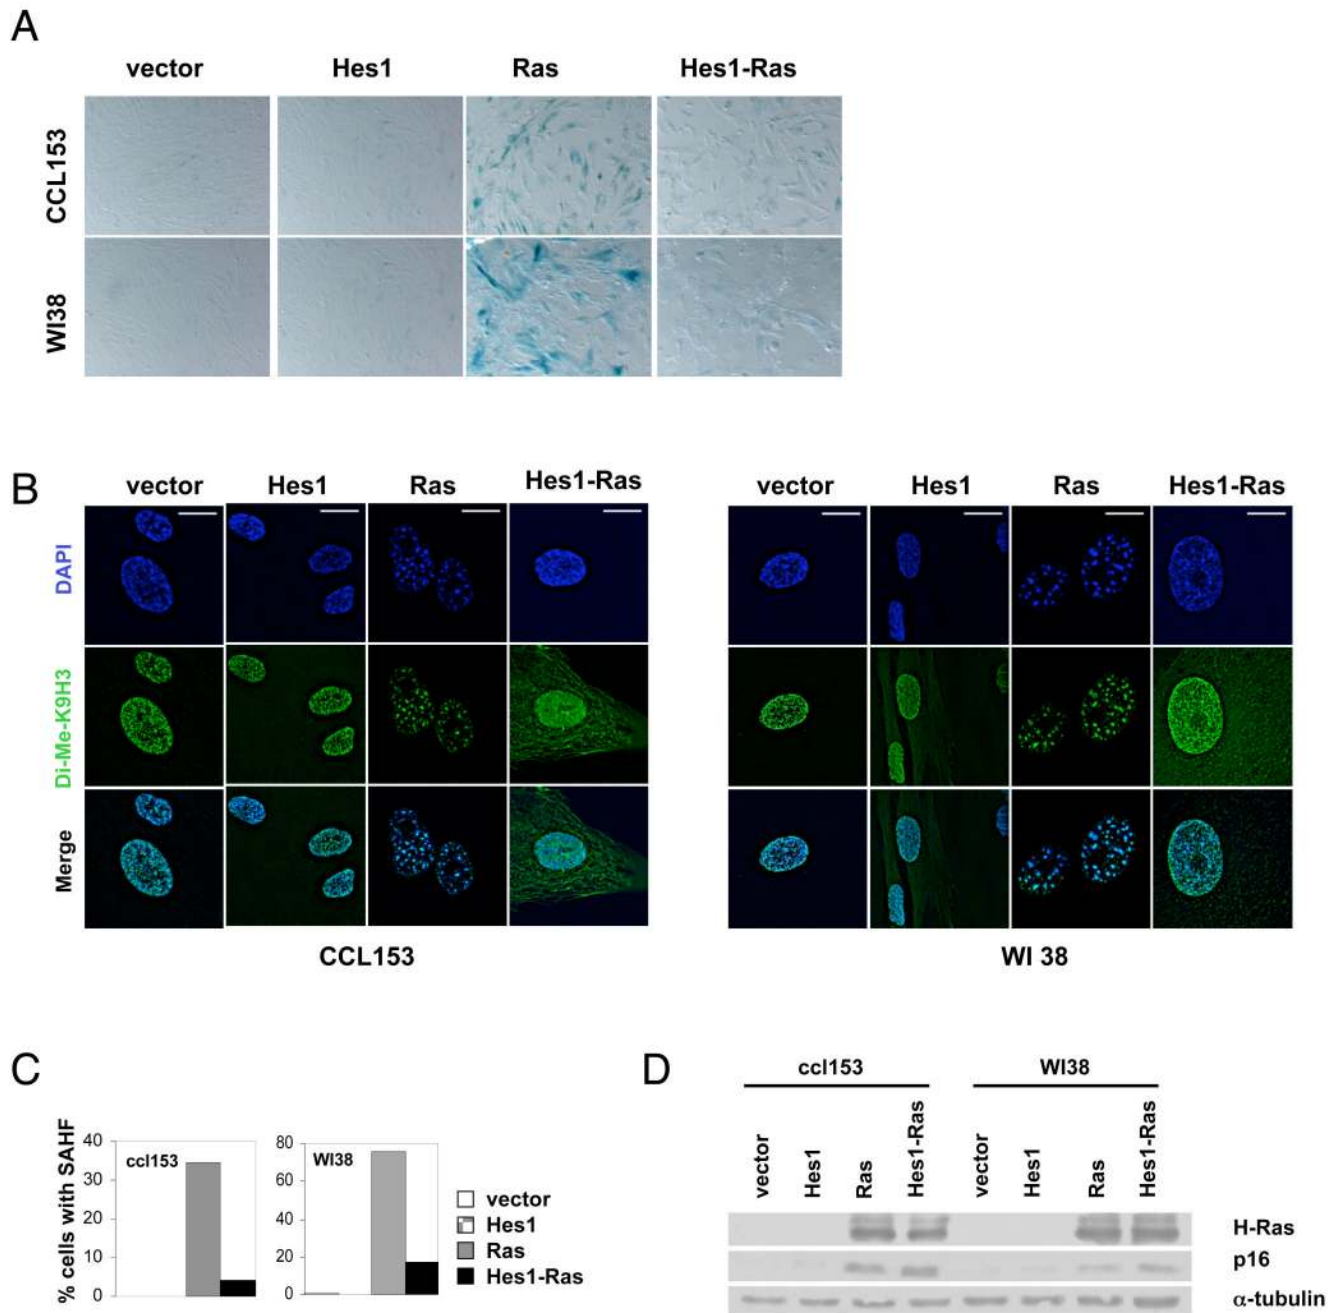 A
vector Hes1 Ras Hes1-Ras
CCL153
WI38
B
vector Hes1 Ras Hes1-Ras vector Hes1 Ras Hes1-Ras
DAPI
Di-Me-K9H3
Merge
CCL153 WI 38
C
% cells with SAHF
40
30
20
10
0
ccl153
80
60
40
20
0
WI38
vector
Hes1
Ras
Hes1-Ras
D
ccl153 WI38
vector Hes1 Ras Hes1-Ras vector Hes1 Ras Hes1-Ras
H-Ras
p16
α-tubulin